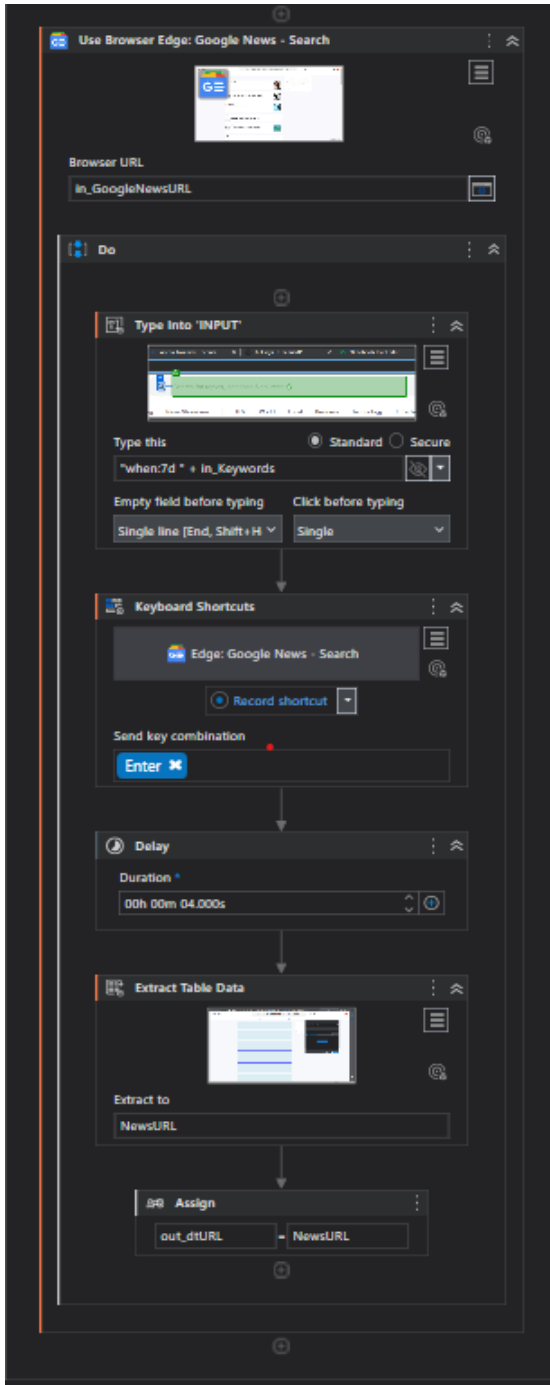 Use Browser Edge: Google News - Search
Browser URL
in_GoogleNewsURL
Do
Type Into 'INPUT'
Type this
Standard
Secure
"when:7d " + in_Keywords
Empty field before typing
Click before typing
Single line [End, Shift+H
Single
Keyboard Shortcuts
Edge: Google News - Search
Record shortcut
Send key combination
Enter
Delay
Duration *
00h 00m 04.000s
Extract Table Data
Extract to
NewsURL
Assign
out_dtURL = NewsURL